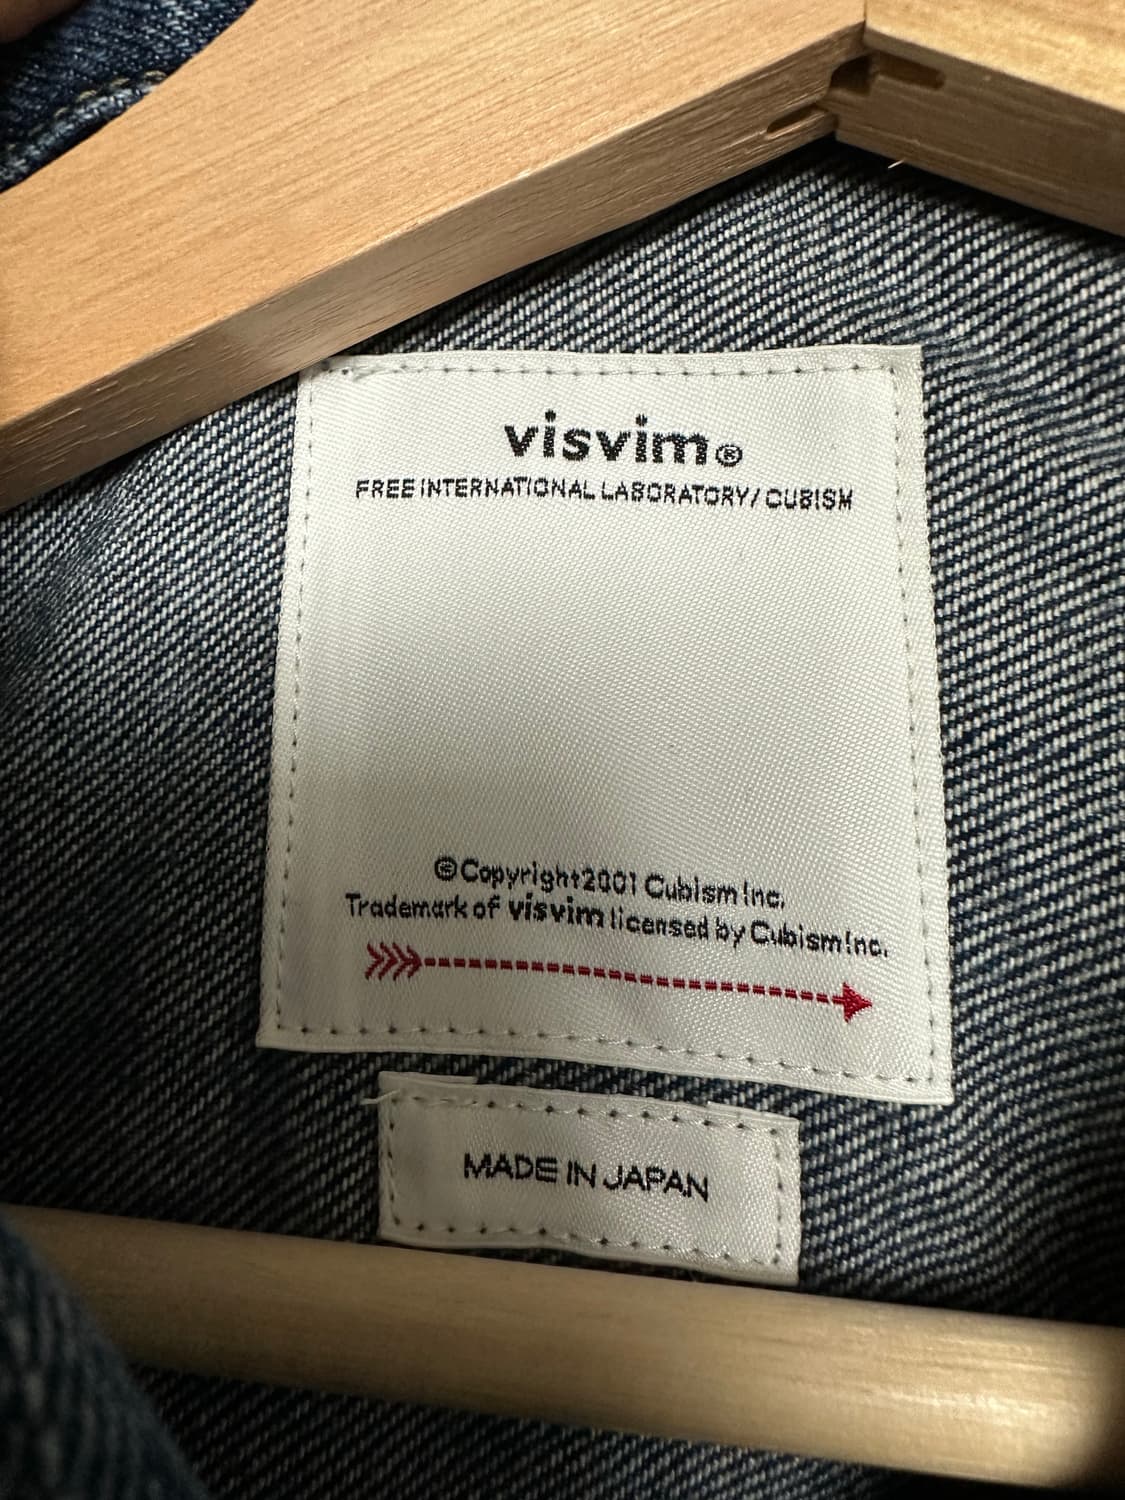 visvim®
FREE INTERNATIONAL LABORATORY/CUBISM
©Copyright2001 Cubism Inc.
Trademark of visvim licensed by Cubism Inc.
MADE IN JAPAN